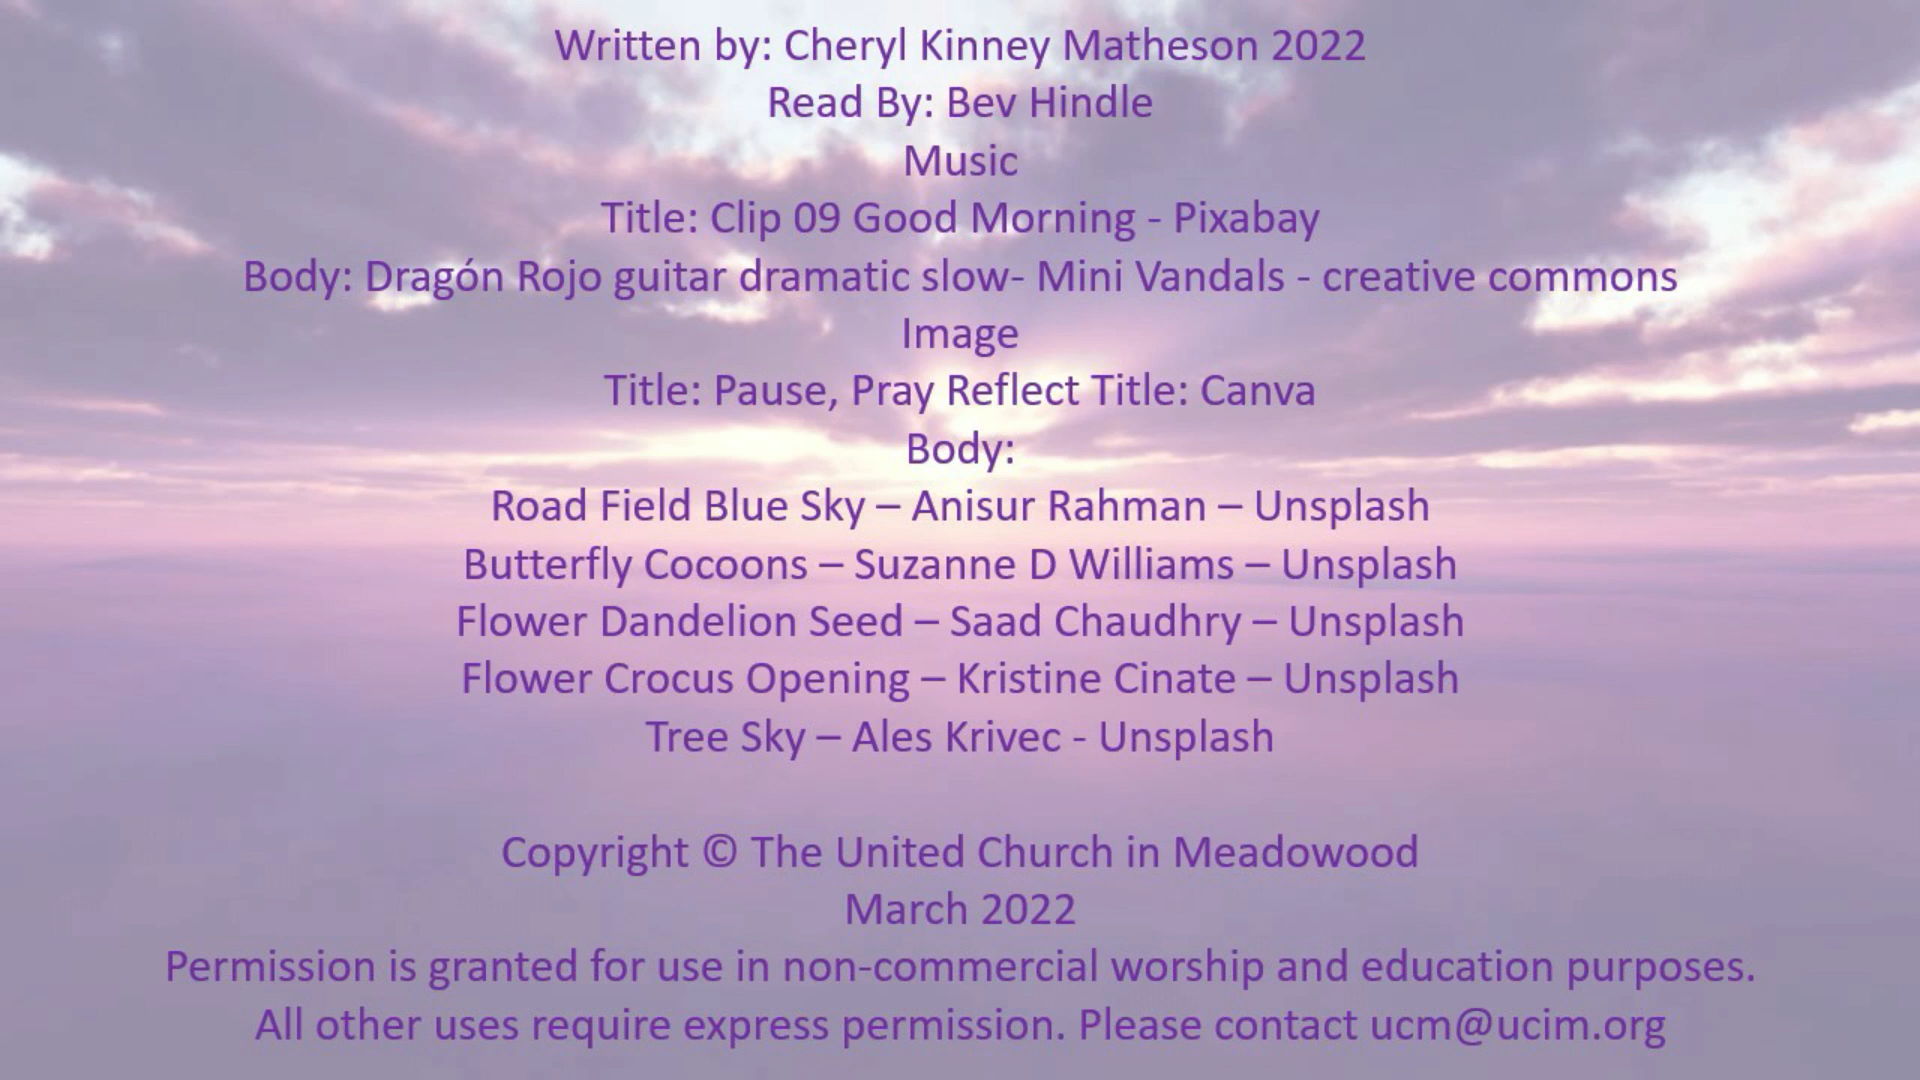 Written by: Cheryl Kinney Matheson 2022
Read By: Bev Hindle
Music
Title: Clip 09 Good Morning - Pixabay
Body: Dragón Rojo guitar dramatic slow- Mini Vandals - creative commons
Image
Title: Pause, Pray Reflect Title: Canva
Body:
Road Field Blue Sky – Anisur Rahman – Unsplash
Butterfly Cocoons – Suzanne D Williams – Unsplash
Flower Dandelion Seed – Saad Chaudhry – Unsplash
Flower Crocus Opening – Kristine Cinate – Unsplash
Tree Sky – Ales Krivec - Unsplash
Copyright © The United Church in Meadowood
March 2022
Permission is granted for use in non-commercial worship and education purposes.
All other uses require express permission. Please contact ucm@ucim.org